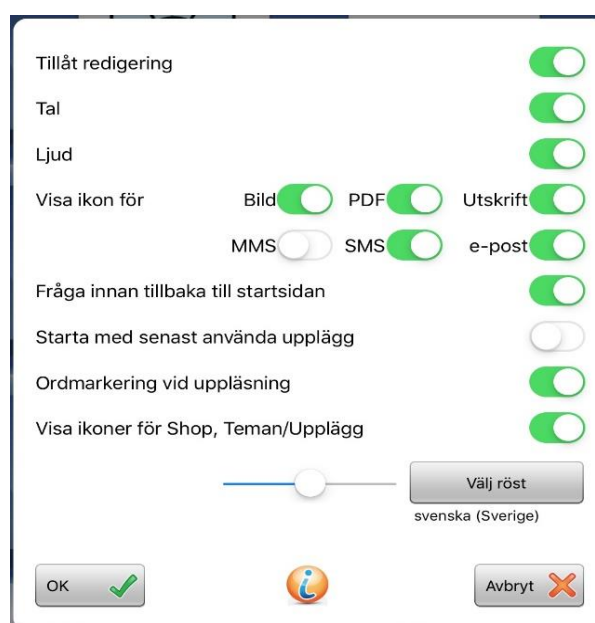 Tillåt redigering
Tal
Ljud
Visa ikon för Bild PDF Utskrift
MMS SMS e-post
Fråga innan tillbaka till startsidan
Starta med senast använda upplägg
Ordmarkering vid uppläsning
Visa ikoner för Shop, Teman/Upplägg
Välj röst
svenska (Sverige)
OK Avbryt